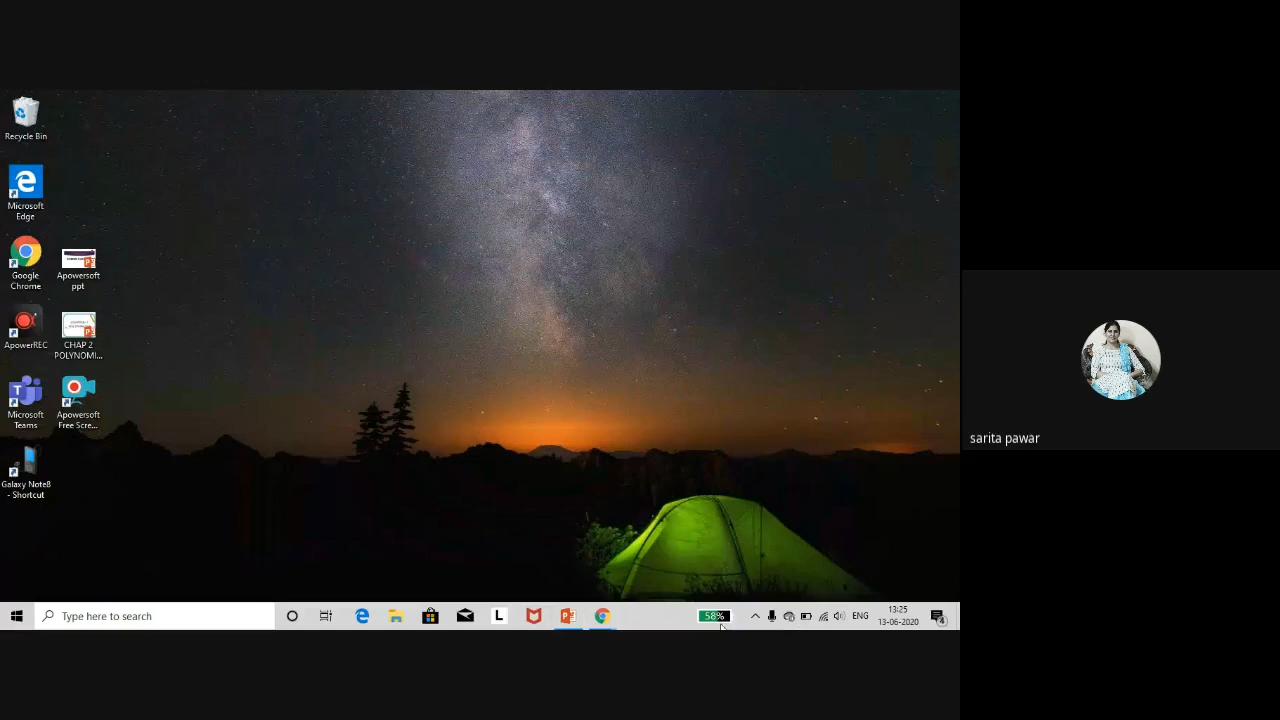 Recycle Bin
Microsoft
Edge
Google
Chrome
Apowersoft
ppt
ApowerREC
CHAP 2
POLYNOMI...
Microsoft
Teams
Apowersoft
Free Scre...
Galaxy Note8
- Shortcut
sarita pawar
Type here to search
L
58%
ENG
13:25
13-06-2020
4